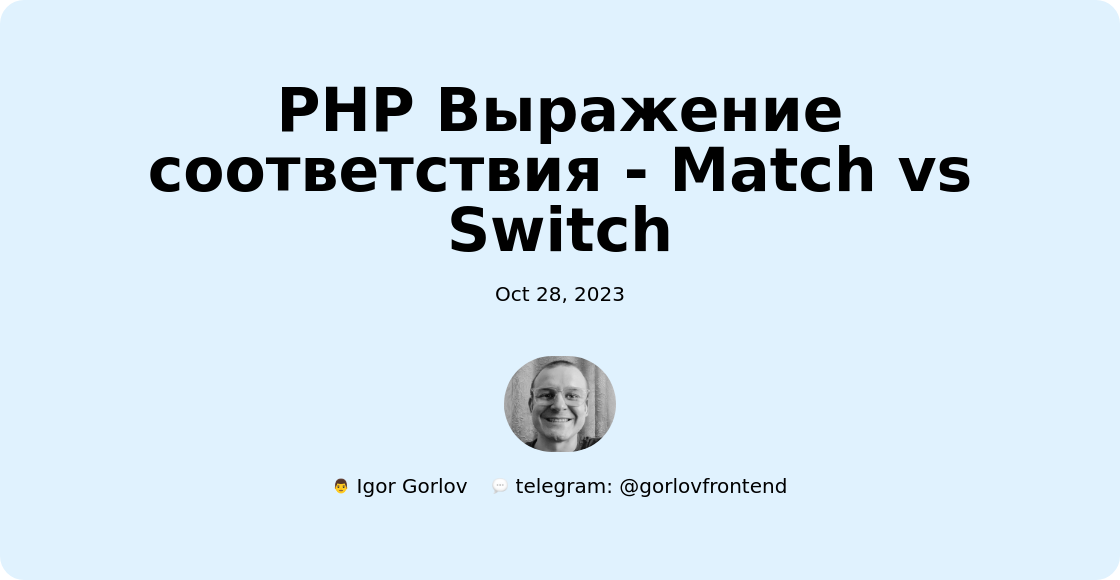 PHP Выражение
соответствия - Match vs
Switch
Oct 28, 2023
👨 Igor Gorlov 💬 telegram: @gorlovfrontend